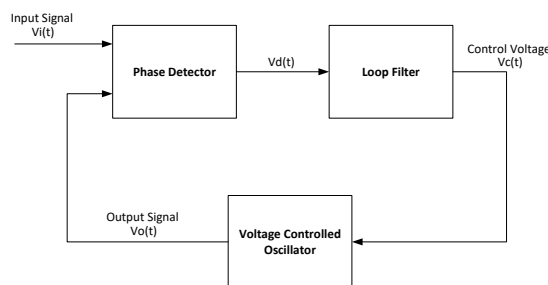 Input Signal
Vi(t)
Phase Detector
Vd(t)
Loop Filter
Control Voltage
Vc(t)
Output Signal
Vo(t)
Voltage Controlled
Oscillator